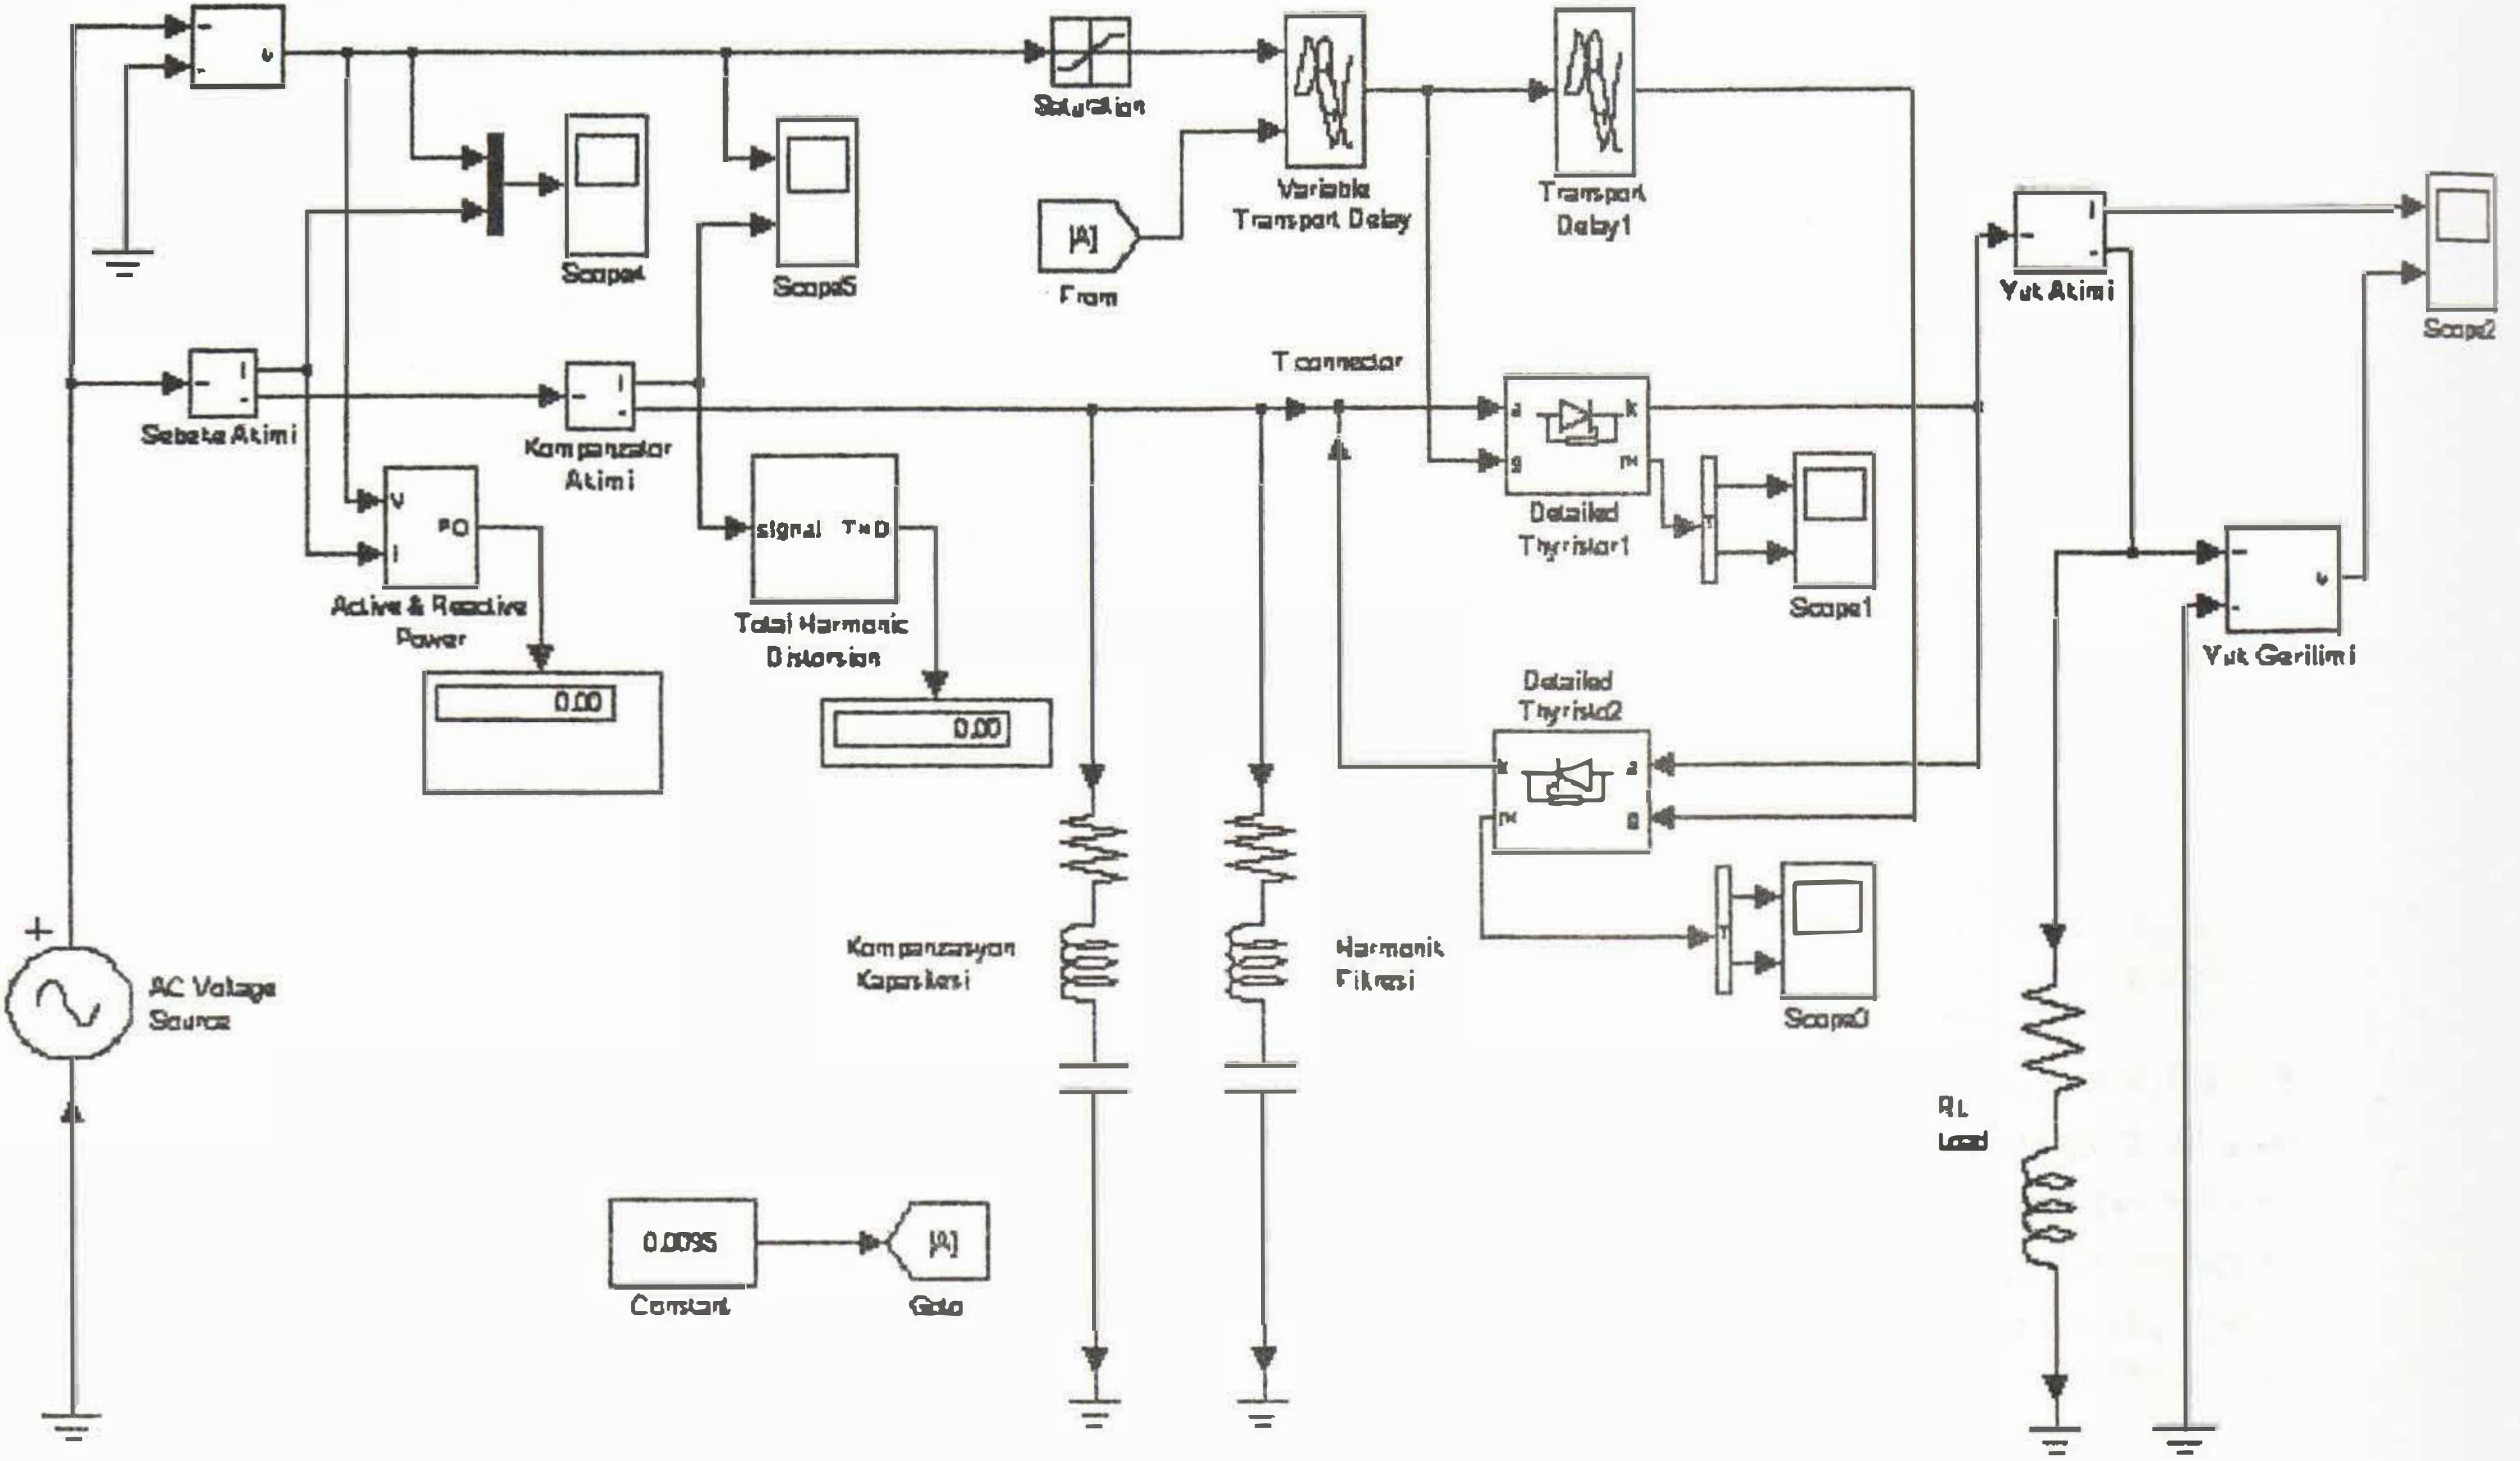 Saturation
Variable
Transport Delay
Transport
Delay1
Scope4
Scope5
[A]
From
Yuk Akimi
Scope2
T connector
Sebeke Akimi
Kompanzator
Akimi
a
k
g
m
Detailed
Thyristor1
Scope1
V
I
PQ
Active & Reactive
Power
signal
THD
Total Harmonic
Distorsion
0.00
0.00
Yuk Gerilimi
Detailed
Thyristo2
k
a
m
g
Kompanzasyon
Kapasitesi
Harmonik
Filtresi
Scope3
+
AC Voltage
Source
RL
Load
0.0095
[A]
Constant
Goto